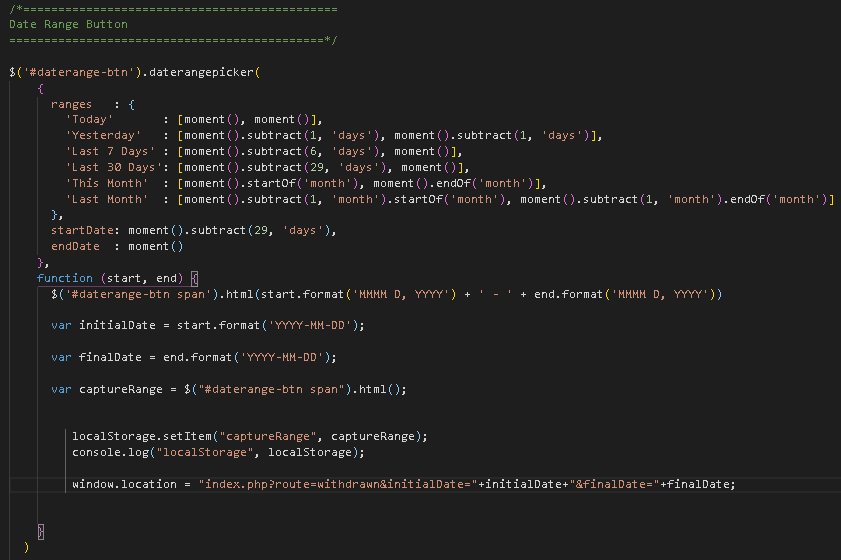 /*=============================================
Date Range Button
=============================================*/
$('#daterange-btn').daterangepicker(
{
ranges   : {
'Today'       : [moment(), moment()],
'Yesterday'   : [moment().subtract(1, 'days'), moment().subtract(1, 'days')],
'Last 7 Days' : [moment().subtract(6, 'days'), moment()],
'Last 30 Days': [moment().subtract(29, 'days'), moment()],
'This Month'  : [moment().startOf('month'), moment().endOf('month')],
'Last Month'  : [moment().subtract(1, 'month').startOf('month'), moment().subtract(1, 'month').endOf('month')]
},
startDate: moment().subtract(29, 'days'),
endDate  : moment()
},
function (start, end) {
$('#daterange-btn span').html(start.format('MMMM D, YYYY') + ' - ' + end.format('MMMM D, YYYY'))
var initialDate = start.format('YYYY-MM-DD');
var finalDate = end.format('YYYY-MM-DD');
var captureRange = $("#daterange-btn span").html();
localStorage.setItem("captureRange", captureRange);
console.log("localStorage", localStorage);
window.location = "index.php?route=withdrawn&initialDate="+initialDate+"&finalDate="+finalDate;
}
)